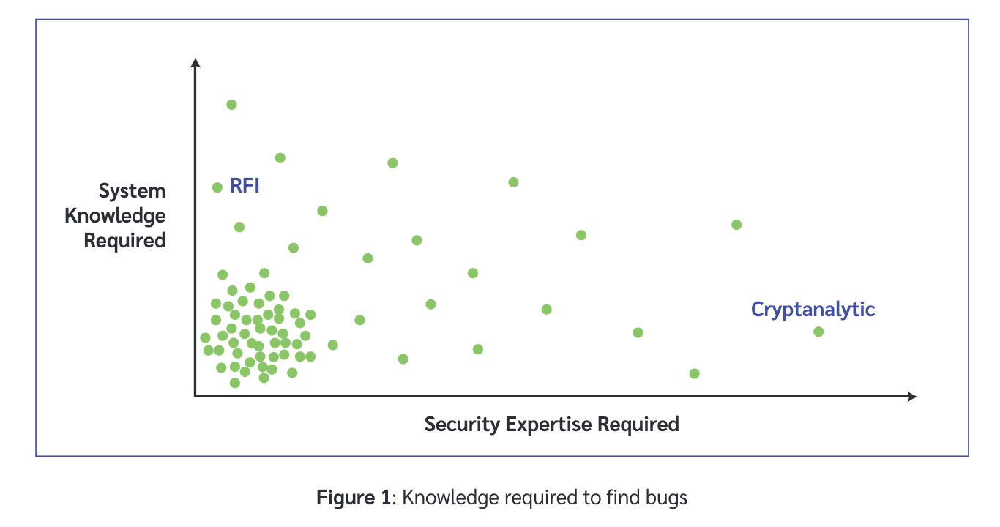 RFI
System
Knowledge
Required
Cryptanalytic
Security Expertise Required
Figure 1: Knowledge required to find bugs